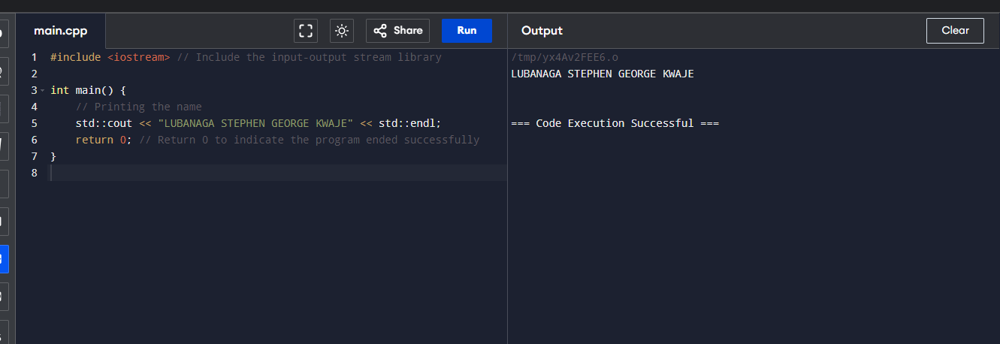 main.cpp
Share
Run
Output
Clear
1 #include <iostream> // Include the input-output stream library
2
3 int main() {
4     // Printing the name
5     std::cout << "LUBANAGA STEPHEN GEORGE KWAJE" << std::endl;
6     return 0; // Return 0 to indicate the program ended successfully
7 }
8
/tmp/yx4Av2FEE6.o
LUBANAGA STEPHEN GEORGE KWAJE
=== Code Execution Successful ===